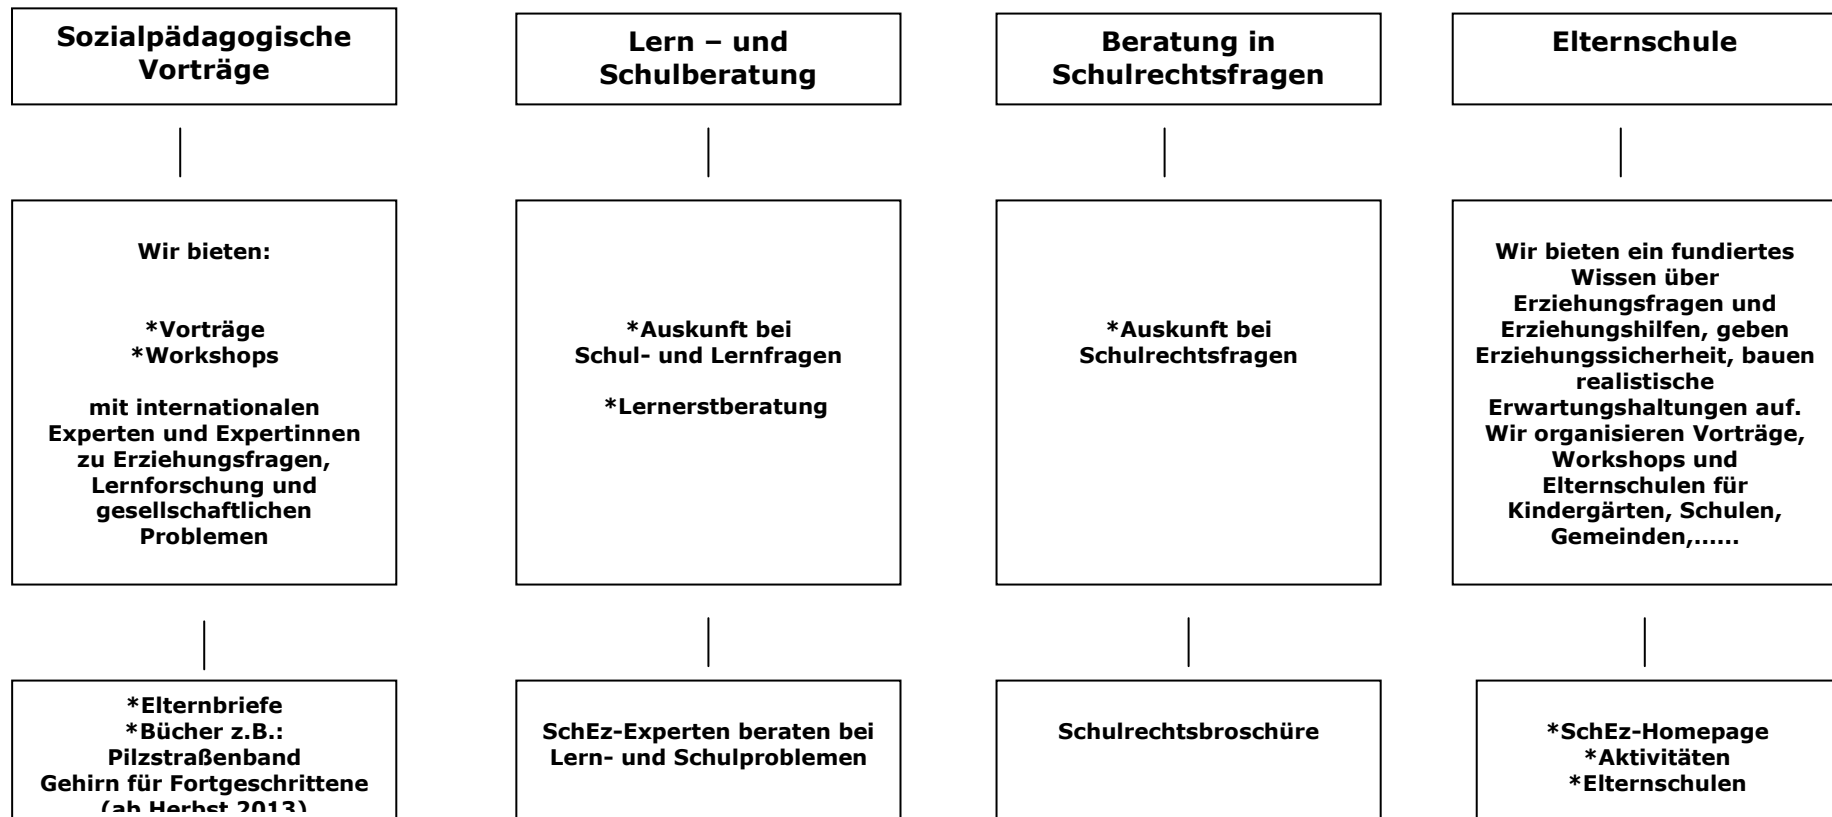 Sozialpädagogische
Vorträge
Lern – und
Schulberatung
Beratung in
Schulrechtsfragen
Elternschule
Wir bieten:
*Vorträge
*Workshops
mit internationalen
Experten und Expertinnen
zu Erziehungsfragen,
Lernforschung und
gesellschaftlichen
Problemen
*Auskunft bei
Schul- und Lernfragen
*Lernerstberatung
*Auskunft bei
Schulrechtsfragen
Wir bieten ein fundiertes
Wissen über
Erziehungsfragen und
Erziehungshilfen, geben
Erziehungssicherheit, bauen
realistische
Erwartungshaltungen auf.
Wir organisieren Vorträge,
Workshops und
Elternschulen für
Kindergärten, Schulen,
Gemeinden,......
*Elternbriefe
*Bücher z.B.:
Pilzstraßenband
Gehirn für Fortgeschrittene
(ab Herbst 2013)
SchEz-Experten beraten bei
Lern- und Schulproblemen
Schulrechtsbroschüre
*SchEz-Homepage
*Aktivitäten
*Elternschulen